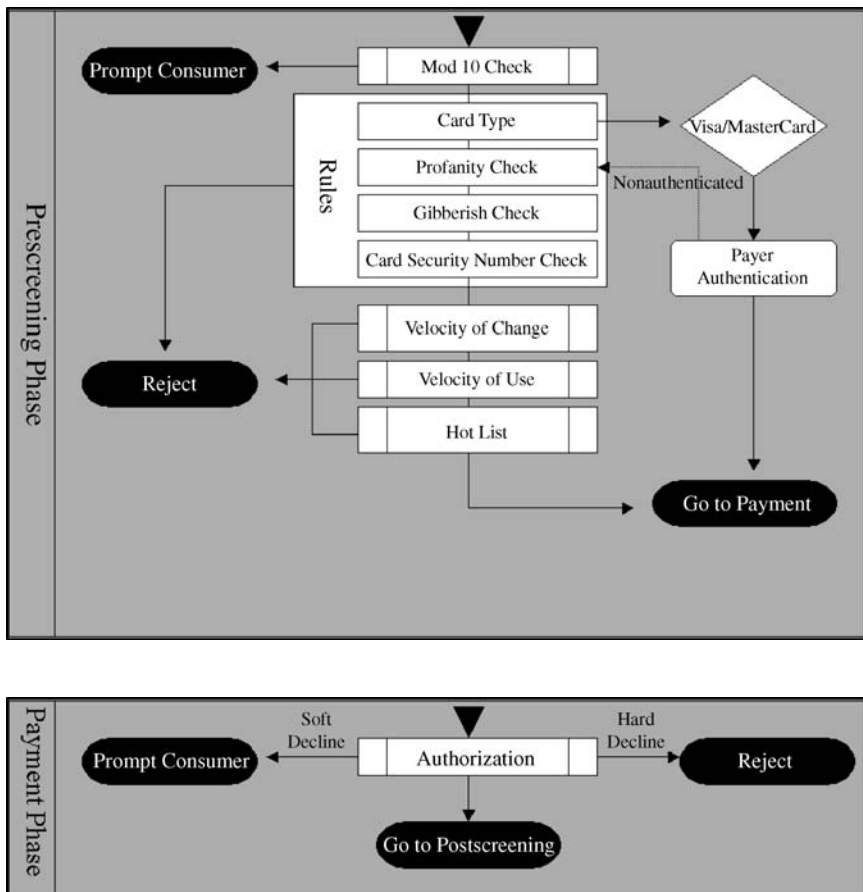 Prescreening Phase
Prompt Consumer
Mod 10 Check
Rules
Card Type
Visa/MasterCard
Profanity Check
Nonauthenticated
Gibberish Check
Card Security Number Check
Payer
Authentication
Velocity of Change
Reject
Velocity of Use
Hot List
Go to Payment
Payment Phase
Prompt Consumer
Soft
Decline
Authorization
Hard
Decline
Reject
Go to Postscreening